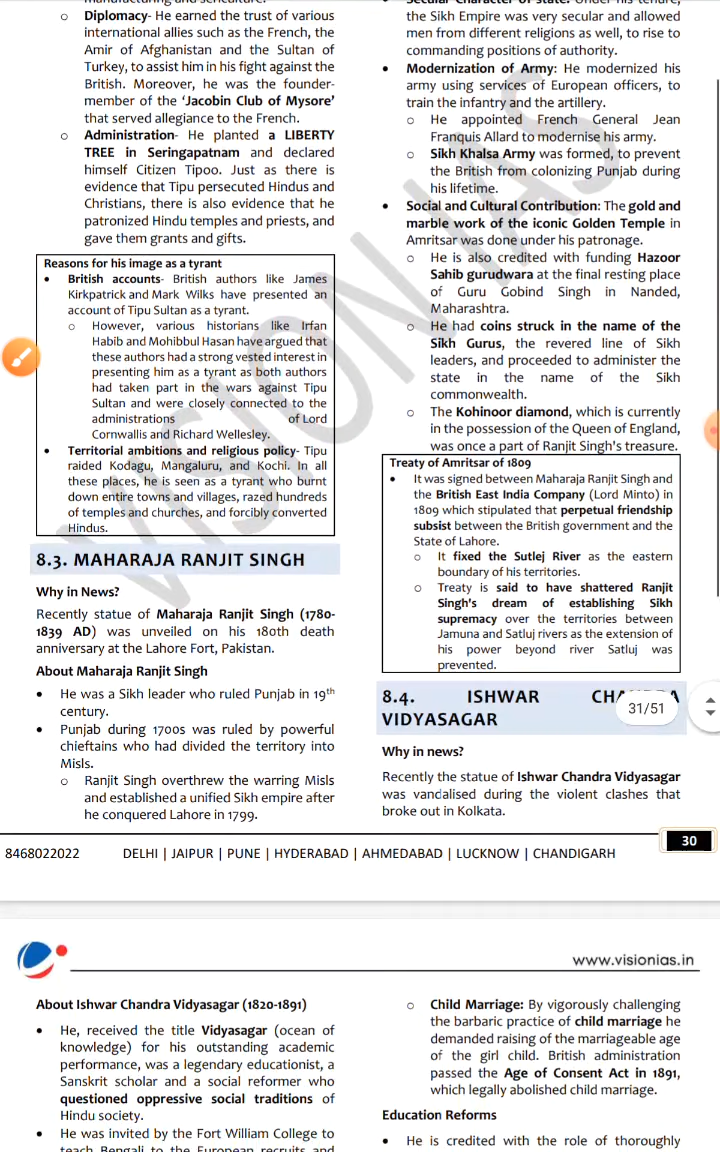 manufacturing and sericulture.
o Diplomacy- He earned the trust of various
international allies such as the French, the
Amir of Afghanistan and the Sultan of
Turkey, to assist him in his fight against the
British. Moreover, he was the founder-
member of the ‘Jacobin Club of Mysore’
that served allegiance to the French.
o Administration- He planted a LIBERTY
TREE in Seringapatnam and declared
himself Citizen Tipoo. Just as there is
evidence that Tipu persecuted Hindus and
Christians, there is also evidence that he
patronized Hindu temples and priests, and
gave them grants and gifts.
Reasons for his image as a tyrant
• British accounts- British authors like James
Kirkpatrick and Mark Wilks have presented an
account of Tipu Sultan as a tyrant.
o However, various historians like Irfan
Habib and Mohibbul Hasan have argued that
these authors had a strong vested interest in
presenting him as a tyrant as both authors
had taken part in the wars against Tipu
Sultan and were closely connected to the
administrations of Lord
Cornwallis and Richard Wellesley.
• Territorial ambitions and religious policy- Tipu
raided Kodagu, Mangaluru, and Kochi. In all
these places, he is seen as a tyrant who burnt
down entire towns and villages, razed hundreds
of temples and churches, and forcibly converted
Hindus.
8.3. MAHARAJA RANJIT SINGH
Why in News?
Recently statue of Maharaja Ranjit Singh (1780-
1839 AD) was unveiled on his 180th death
anniversary at the Lahore Fort, Pakistan.
About Maharaja Ranjit Singh
• He was a Sikh leader who ruled Punjab in 19th
century.
• Punjab during 1700s was ruled by powerful
chieftains who had divided the territory into
Misls.
o Ranjit Singh overthrew the warring Misls
and established a unified Sikh empire after
he conquered Lahore in 1799.
Secular Character of state: Under his tenure,
the Sikh Empire was very secular and allowed
men from different religions as well, to rise to
commanding positions of authority.
• Modernization of Army: He modernized his
army using services of European officers, to
train the infantry and the artillery.
o He appointed French General Jean
Franquis Allard to modernise his army.
o Sikh Khalsa Army was formed, to prevent
the British from colonizing Punjab during
his lifetime.
• Social and Cultural Contribution: The gold and
marble work of the iconic Golden Temple in
Amritsar was done under his patronage.
o He is also credited with funding Hazoor
Sahib gurudwara at the final resting place
of Guru Gobind Singh in Nanded,
Maharashtra.
o He had coins struck in the name of the
Sikh Gurus, the revered line of Sikh
leaders, and proceeded to administer the
state in the name of the Sikh
commonwealth.
o The Kohinoor diamond, which is currently
in the possession of the Queen of England,
was once a part of Ranjit Singh's treasure.
Treaty of Amritsar of 1809
• It was signed between Maharaja Ranjit Singh and
the British East India Company (Lord Minto) in
1809 which stipulated that perpetual friendship
subsist between the British government and the
State of Lahore.
o It fixed the Sutlej River as the eastern
boundary of his territories.
o Treaty is said to have shattered Ranjit
Singh's dream of establishing Sikh
supremacy over the territories between
Jamuna and Satluj rivers as the extension of
his power beyond river Satluj was
prevented.
8.4. ISHWAR
VIDYASAGAR
31/51
Why in news?
Recently the statue of Ishwar Chandra Vidyasagar
was vandalised during the violent clashes that
broke out in Kolkata.
VISION IAS
30
8468022022 DELHI | JAIPUR | PUNE | HYDERABAD | AHMEDABAD | LUCKNOW | CHANDIGARH
www.visionias.in
About Ishwar Chandra Vidyasagar (1820-1891)
• He, received the title Vidyasagar (ocean of
knowledge) for his outstanding academic
performance, was a legendary educationist, a
Sanskrit scholar and a social reformer who
questioned oppressive social traditions of
Hindu society.
• He was invited by the Fort William College to
teach Bengali to the European recruits and
o Child Marriage: By vigorously challenging
the barbaric practice of child marriage he
demanded raising of the marriageable age
of the girl child. British administration
passed the Age of Consent Act in 1891,
which legally abolished child marriage.
Education Reforms
• He is credited with the role of thoroughly